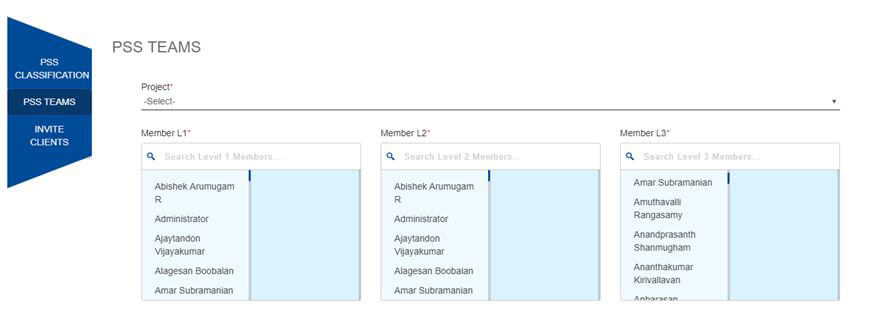 PSS
CLASSIFICATION
PSS TEAMS
INVITE
CLIENTS
PSS TEAMS
Project*
-Select-
Member L1*
Search Level 1 Members...
Abishek Arumugam
R
Administrator
Ajaytandon
Vijayakumar
Alagesan Boobalan
Amar Subramanian
Member L2*
Search Level 2 Members...
Abishek Arumugam
R
Administrator
Ajaytandon
Vijayakumar
Alagesan Boobalan
Amar Subramanian
Member L3*
Search Level 3 Members...
Amar Subramanian
Amuthavalli
Rangasamy
Anandprasanth
Shanmugham
Ananthakumar
Kirivallavan
Anbarasan